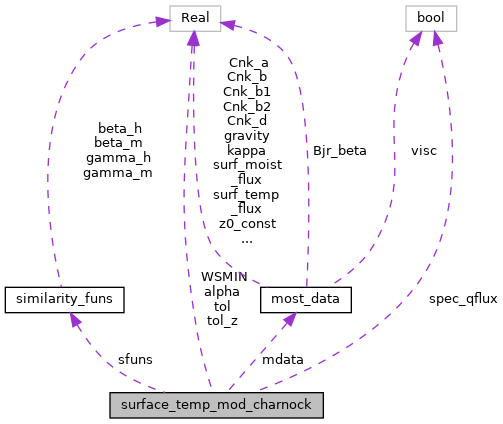 Real
bool
Cnk_a
Cnk_b
Cnk_b1
Cnk_b2
Cnk_d
gravity
kappa
surf_moist
_flux
surf_temp
_flux
z0_const
...
beta_h
beta_m
gamma_h
gamma_m
Bjr_beta
visc
WSMIN
alpha
tol
tol_z
similarity_funs
most_data
spec_qflux
sfuns
mdata
surface_temp_mod_charnock